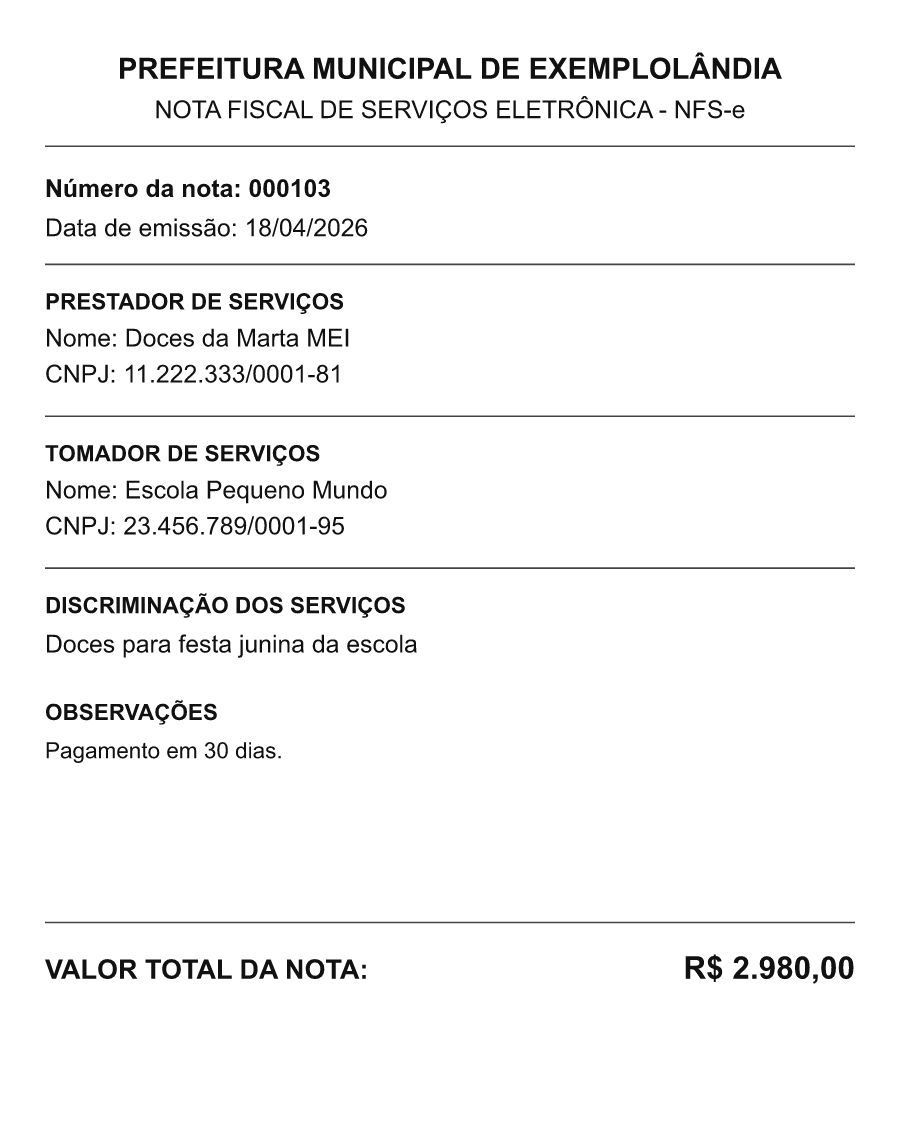 PREFEITURA MUNICIPAL DE EXEMPLOLÂNDIA
NOTA FISCAL DE SERVIÇOS ELETRÔNICA - NFS-e
Número da nota: 000103
Data de emissão: 18/04/2026
PRESTADOR DE SERVIÇOS
Nome: Doces da Marta MEI
CNPJ: 11.222.333/0001-81
TOMADOR DE SERVIÇOS
Nome: Escola Pequeno Mundo
CNPJ: 23.456.789/0001-95
DISCRIMINAÇÃO DOS SERVIÇOS
Doces para festa junina da escola
OBSERVAÇÕES
Pagamento em 30 dias.
VALOR TOTAL DA NOTA: R$ 2.980,00